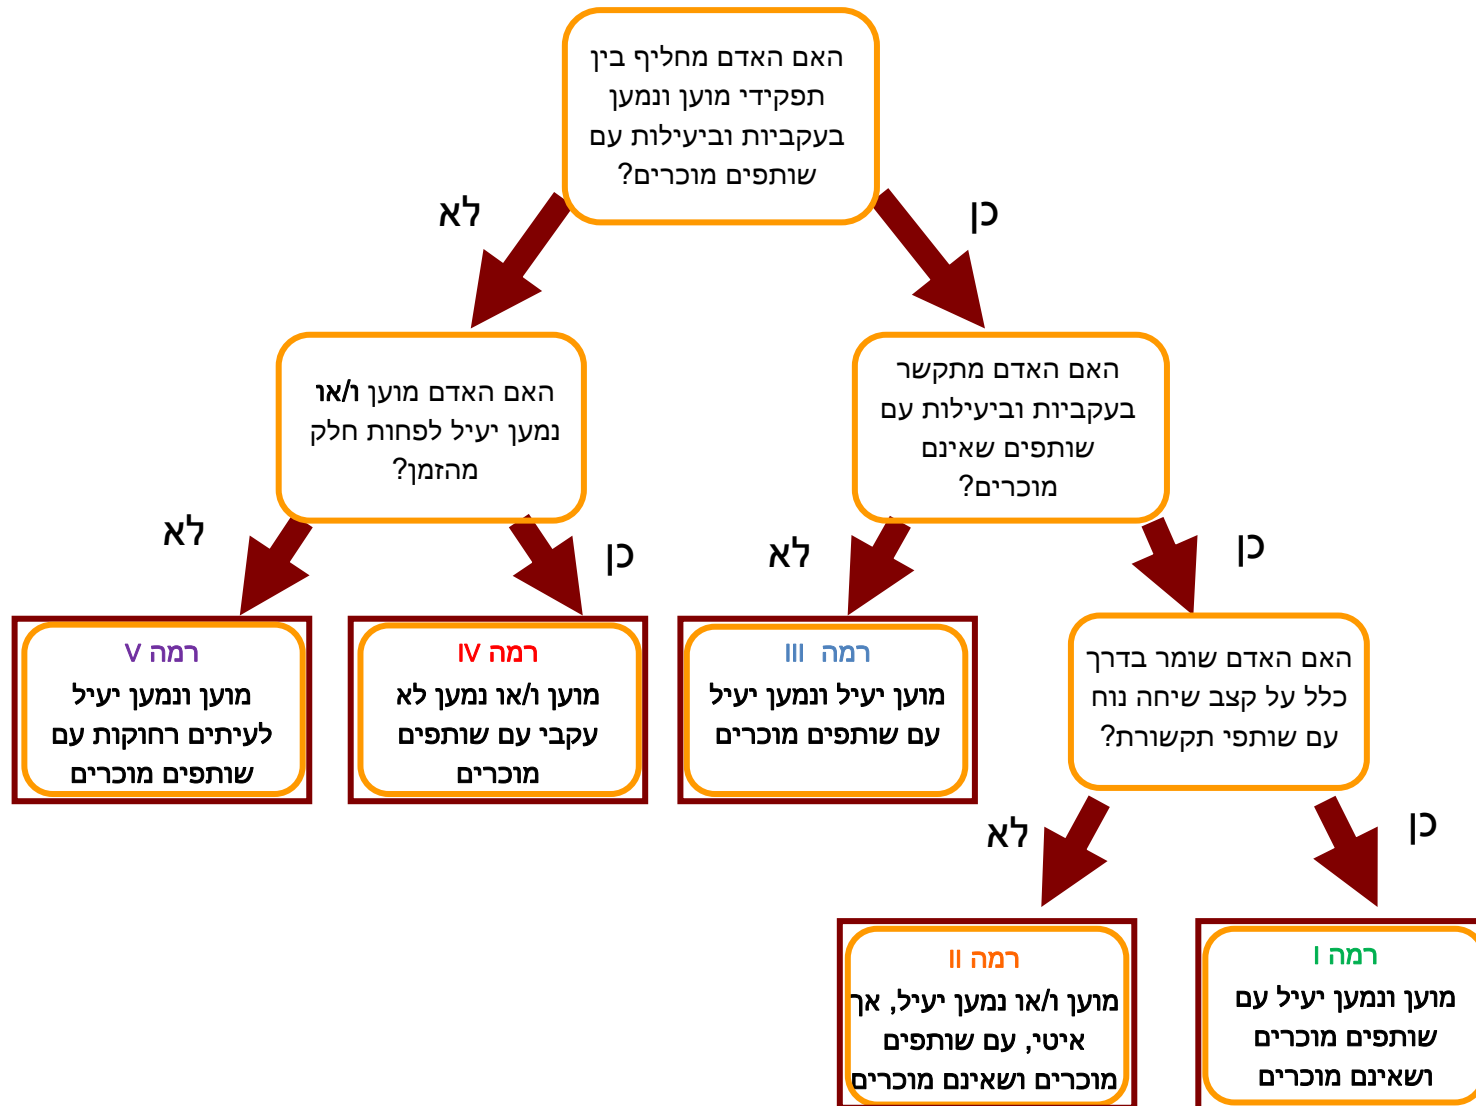 האם האדם מחליף בין
תפקידי מוען ונמען
בעקביות וביעילות עם
שותפים מוכרים?
כן
לא
האם האדם מתקשר
בעקביות וביעילות עם
שותפים שאינם
מוכרים?
האם האדם מוען ו/או
נמען יעיל לפחות חלק
מהזמן?
כן
לא
כן
לא
האם האדם שומר בדרך
כלל על קצב שיחה נוח
עם שותפי תקשורת?
רמה III
מוען יעיל ונמען יעיל
עם שותפים מוכרים
רמה IV
מוען ו/או נמען לא
עקבי עם שותפים
מוכרים
רמה V
מוען ונמען יעיל
לעיתים רחוקות עם
שותפים מוכרים
כן
לא
רמה I
מוען ונמען יעיל עם
שותפים מוכרים
ושאינם מוכרים
רמה II
מוען ו/או נמען יעיל, אך
איטי, עם שותפים
מוכרים ושאינם מוכרים